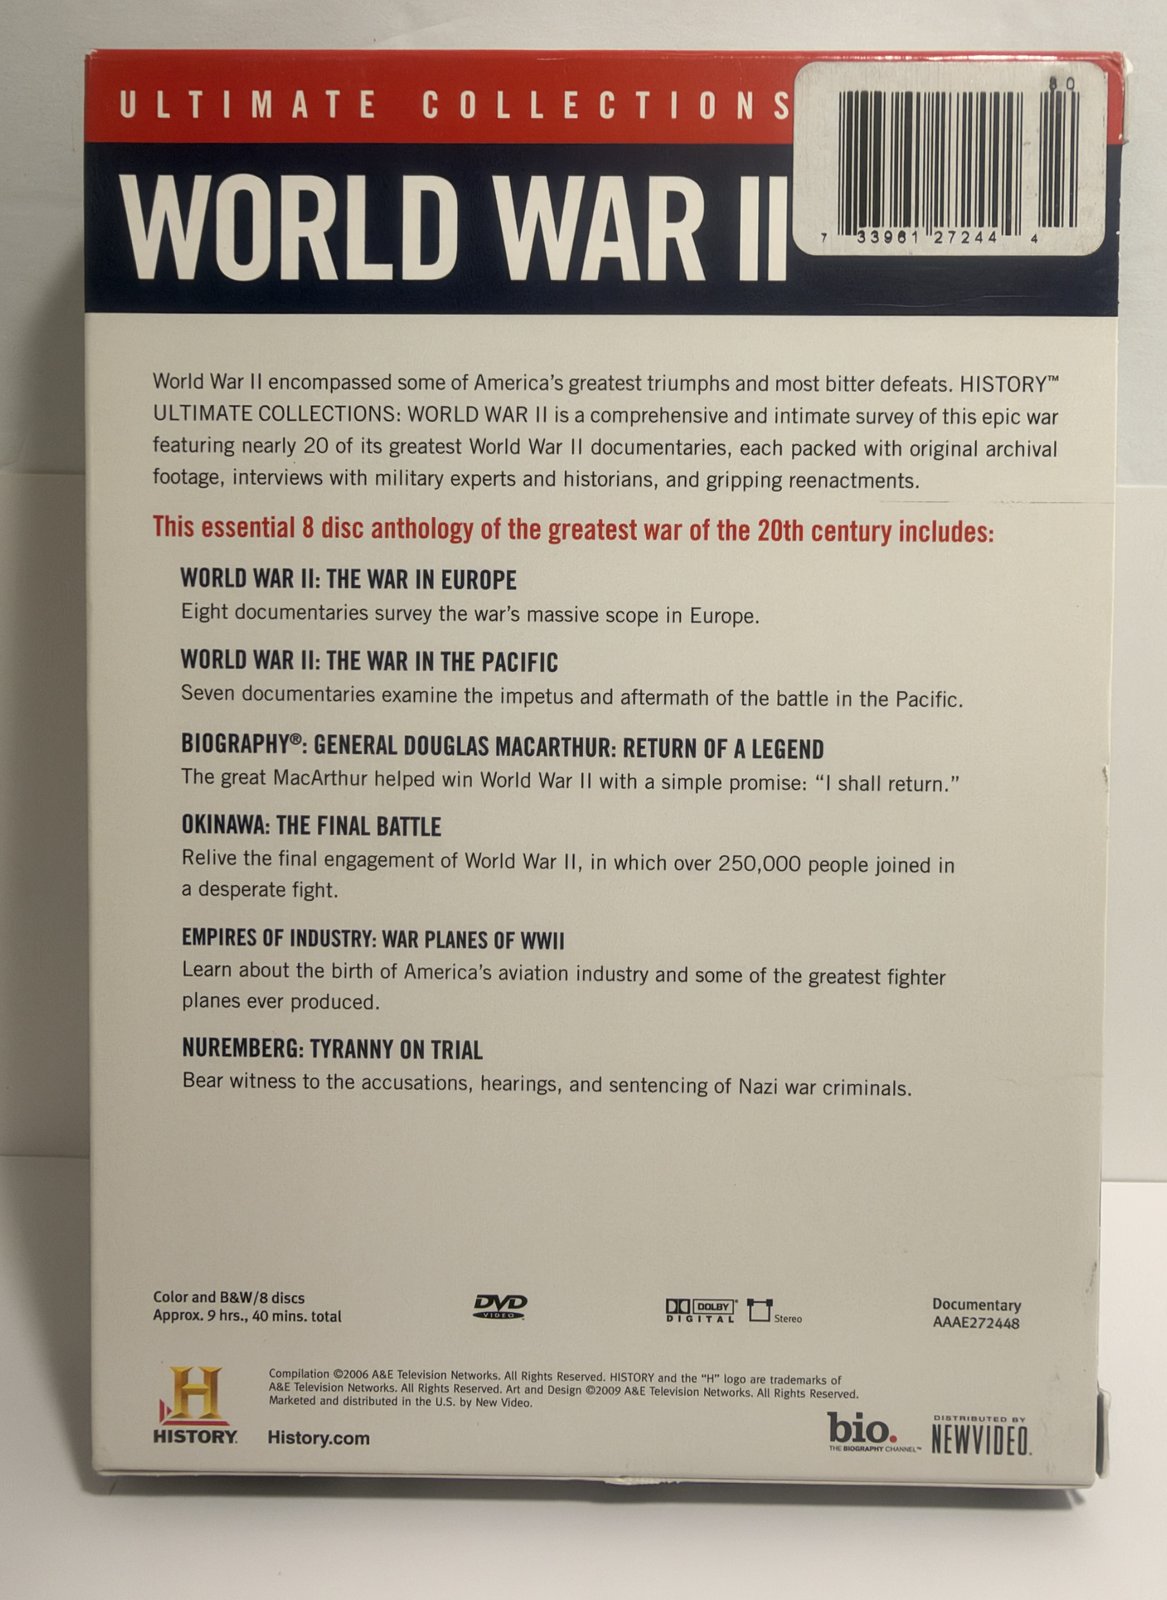 ULTIMATE COLLECTIONS
80
7 33961 27244 4
WORLD WAR II
World War II encompassed some of America's greatest triumphs and most bitter defeats. HISTORY™
ULTIMATE COLLECTIONS: WORLD WAR II is a comprehensive and intimate survey of this epic war
featuring nearly 20 of its greatest World War II documentaries, each packed with original archival
footage, interviews with military experts and historians, and gripping reenactments.
This essential 8 disc anthology of the greatest war of the 20th century includes:
WORLD WAR II: THE WAR IN EUROPE
Eight documentaries survey the war's massive scope in Europe.
WORLD WAR II: THE WAR IN THE PACIFIC
Seven documentaries examine the impetus and aftermath of the battle in the Pacific.
BIOGRAPHY®: GENERAL DOUGLAS MACARTHUR: RETURN OF A LEGEND
The great MacArthur helped win World War II with a simple promise: “I shall return.”
OKINAWA: THE FINAL BATTLE
Relive the final engagement of World War II, in which over 250,000 people joined in
a desperate fight.
EMPIRES OF INDUSTRY: WAR PLANES OF WWII
Learn about the birth of America's aviation industry and some of the greatest fighter
planes ever produced.
NUREMBERG: TYRANNY ON TRIAL
Bear witness to the accusations, hearings, and sentencing of Nazi war criminals.
Color and B&W/8 discs
Approx. 9 hrs., 40 mins. total
DVD
VIDEO
DOLBY
DIGITAL
Stereo
Documentary
AAAE272448
H
HISTORY.
History.com
Compilation ©2006 A&E Television Networks. All Rights Reserved. HISTORY and the “H” logo are trademarks of
A&E Television Networks. All Rights Reserved. Art and Design ©2009 A&E Television Networks. All Rights Reserved.
Marketed and distributed in the U.S. by New Video.
bio.
THE BIOGRAPHY CHANNEL™
DISTRIBUTED BY
NEWVIDEO.